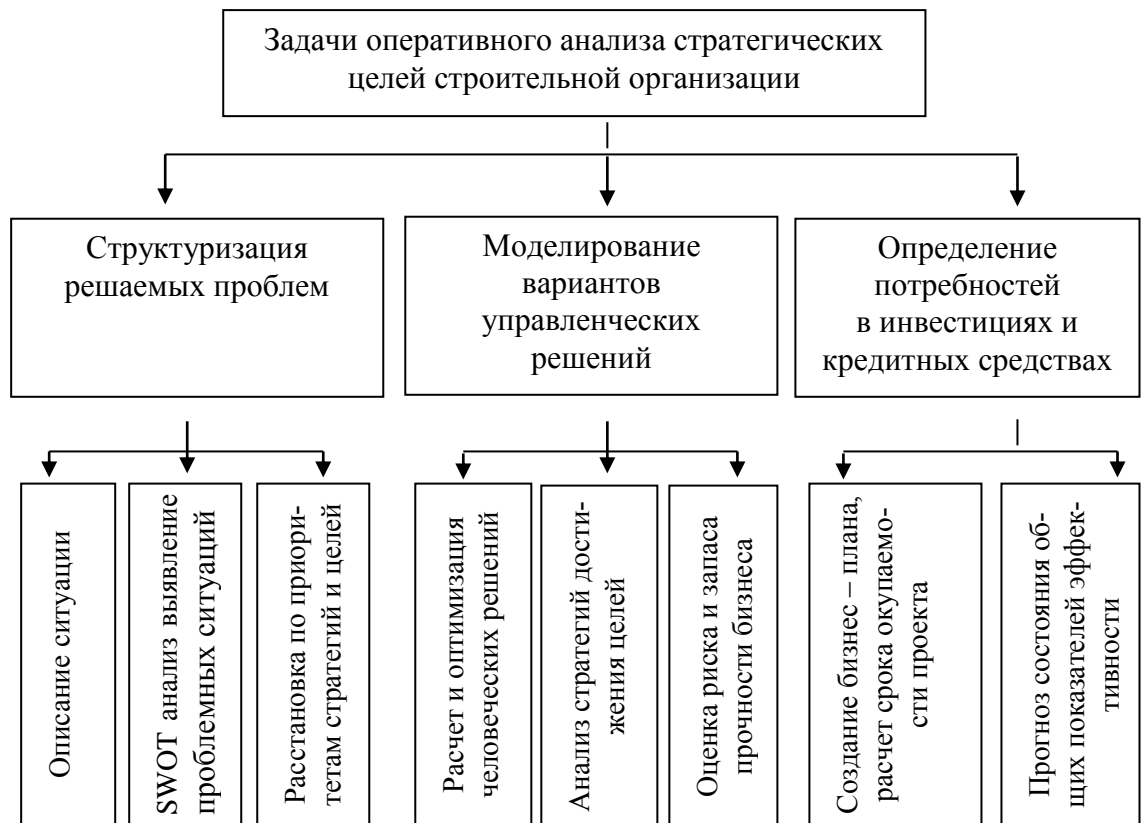 Задачи оперативного анализа стратегических
целей строительной организации
Структуризация
решаемых проблем
Моделирование
вариантов
управленческих
решений
Определение
потребностей
в инвестициях и
кредитных средствах
Описание ситуации
SWOT анализ выявление
проблемных ситуаций
Расстановка по приори-
тетам стратегий и целей
Расчет и оптимизация
человеческих решений
Анализ стратегий дости-
жения целей
Оценка риска и запаса
прочности бизнеса
Создание бизнес – плана,
расчет срока окупаемо-
сти проекта
Прогноз состояния об-
щих показателей эффек-
тивности